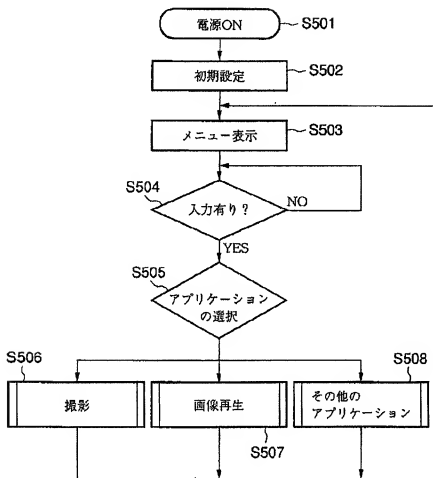 電源ON
S501
初期設定
S502
メニュー表示
S503
S504
入力有り?
NO
YES
S505
アプリケーション
の選択
S506
撮影
画像再生
S507
S508
その他の
アプリケーション